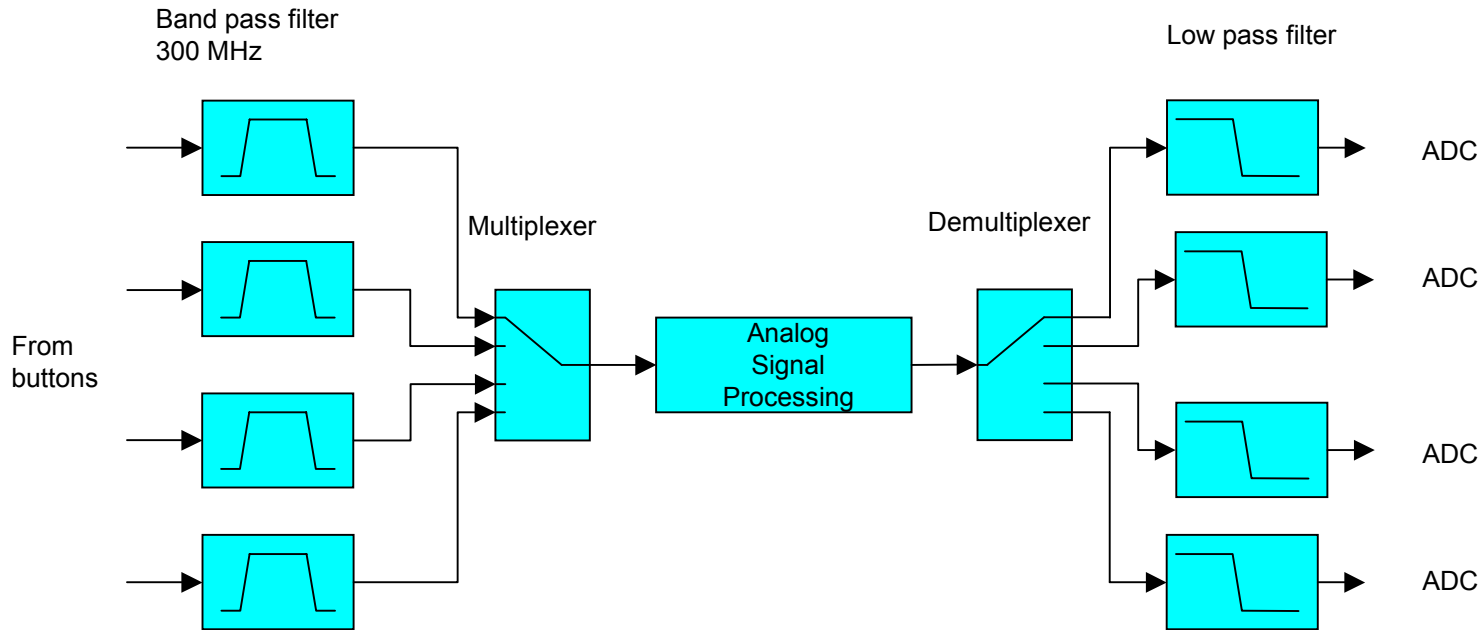 Band pass filter
300 MHz
Low pass filter
ADC
Multiplexer
Demultiplexer
ADC
From
buttons
Analog
Signal
Processing
ADC
ADC